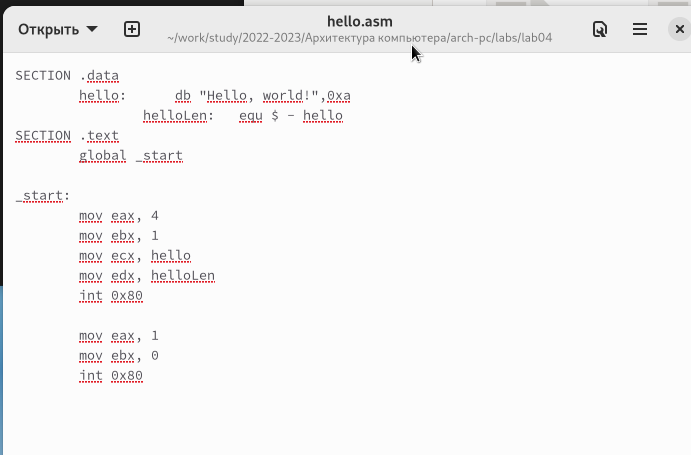 Открыть
hello.asm
~/work/study/2022-2023/Архитектура компьютера/arch-pc/labs/lab04
SECTION .data
hello: db "Hello, world!",0xa
helloLen: equ $ - hello
SECTION .text
global _start
_start:
mov eax, 4
mov ebx, 1
mov ecx, hello
mov edx, helloLen
int 0x80
mov eax, 1
mov ebx, 0
int 0x80